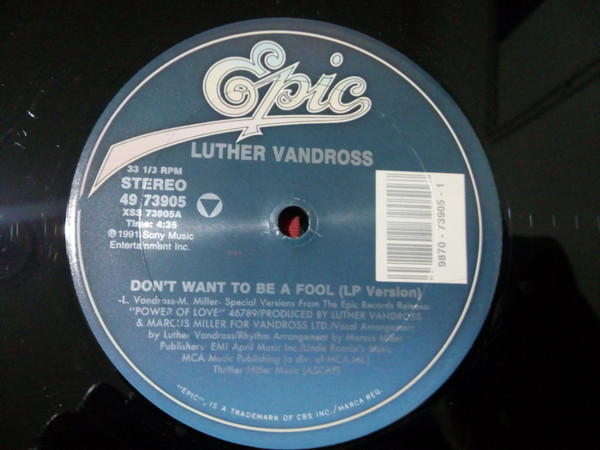 Epic
LUTHER VANDROSS
33 1/3 RPM
STEREO
49 73905
XSS 73905A
Time: 4:35
℗ 1991 Sony Music
Entertainment Inc.
9870 - 73905 - 1
DON'T WANT TO BE A FOOL (LP Version)
-L. Vandross-M. Miller- Special Versions From The Epic Records Release:
"POWER OF LOVE" 46789/PRODUCED BY LUTHER VANDROSS
& MARCUS MILLER FOR VANDROSS LTD./Vocal Arrangement
by Luther Vandross/Rhythm Arrangement by Marcus Miller
Publishers: EMI April Music Inc./Uncle Ronnie's Music
MCA Music Publishing (a div. of MCA INC.)
Thriller Miller Music (ASCAP)
"EPIC", IS A TRADEMARK OF CBS INC./MARCA REG.